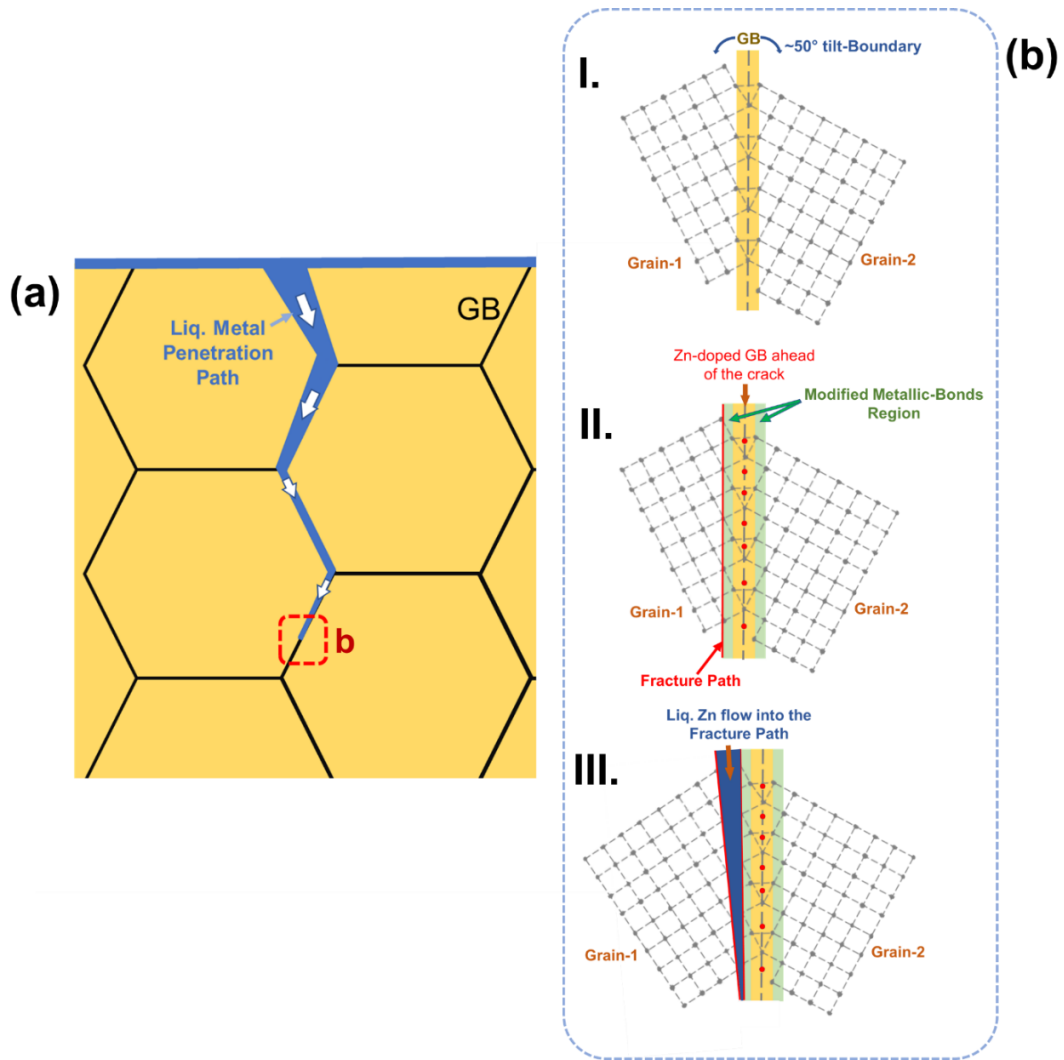 (a)
GB
Liq. Metal
Penetration
Path
b
(b)
I.
GB
~50° tilt-Boundary
Grain-1
Grain-2
Zn-doped GB ahead
of the crack
Modified Metallic-Bonds
Region
II.
Grain-1
Grain-2
Fracture Path
Liq. Zn flow into the
Fracture Path
III.
Grain-1
Grain-2